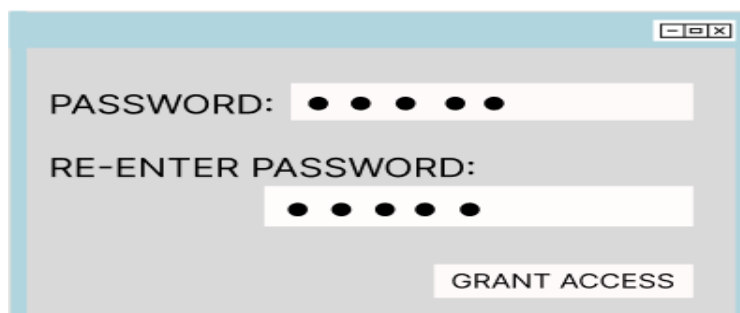 PASSWORD: ● ● ● ● ●
RE-ENTER PASSWORD:
● ● ● ● ●
GRANT ACCESS